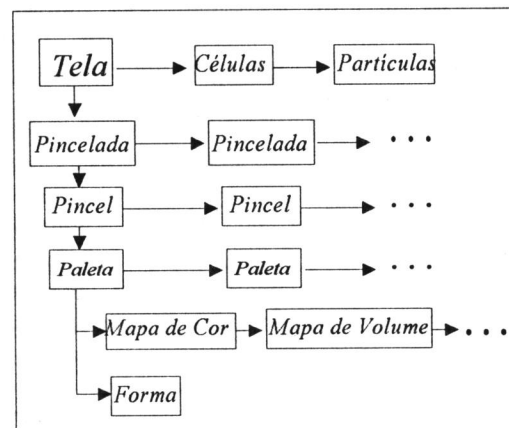 Tela Células Partículas
Pincelada Pincelada ...
Pincel Pincel ...
Paleta Paleta ...
Mapa de Cor Mapa de Volume ....
Forma